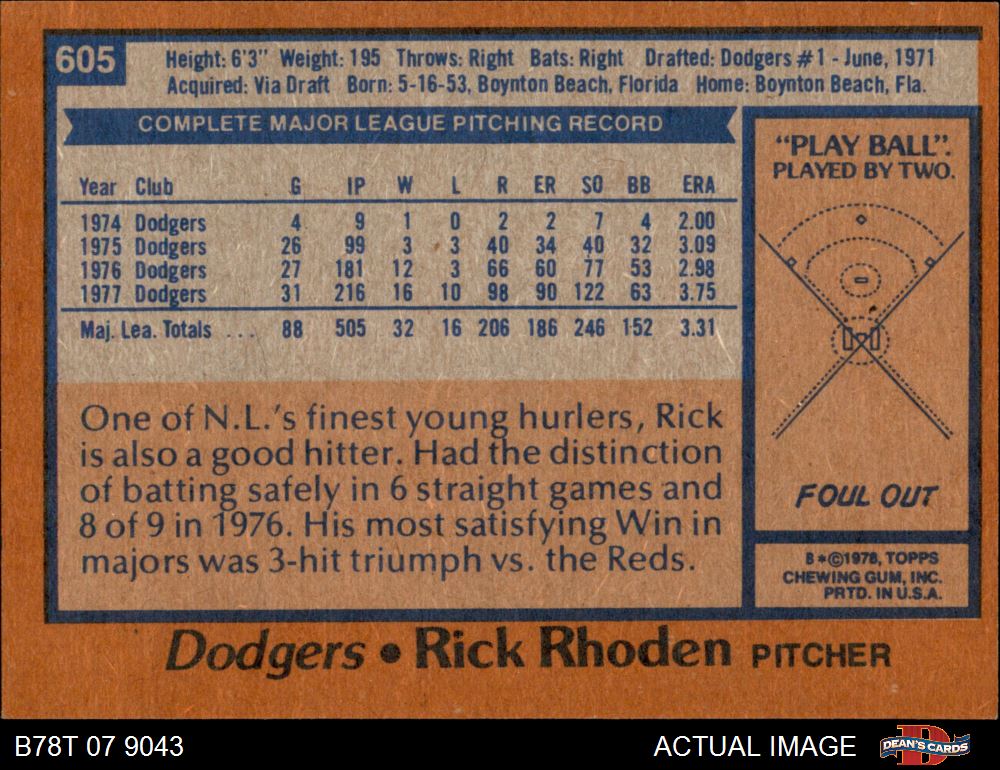 605
Height: 6'3" Weight: 195 Throws: Right Bats: Right Drafted: Dodgers #1 - June, 1971
Acquired: Via Draft Born: 5-16-53, Boynton Beach, Florida Home: Boynton Beach, Fla.
COMPLETE MAJOR LEAGUE PITCHING RECORD
Year Club G IP W L R ER SO BB ERA
1974 Dodgers 4 9 1 0 2 2 7 4 2.00
1975 Dodgers 26 99 3 3 40 34 40 32 3.09
1976 Dodgers 27 181 12 3 66 60 77 53 2.98
1977 Dodgers 31 216 16 10 98 90 122 63 3.75
Maj. Lea. Totals ... 88 505 32 16 206 186 246 152 3.31
One of N.L.'s finest young hurlers, Rick
is also a good hitter. Had the distinction
of batting safely in 6 straight games and
8 of 9 in 1976. His most satisfying Win in
majors was 3-hit triumph vs. the Reds.
"PLAY BALL".
PLAYED BY TWO.
FOUL OUT
B*©1978, TOPPS
CHEWING GUM, INC.
PRTD. IN U.S.A.
Dodgers • Rick Rhoden PITCHER
B78T 07 9043
ACTUAL IMAGE
D
DEAN'S CARDS